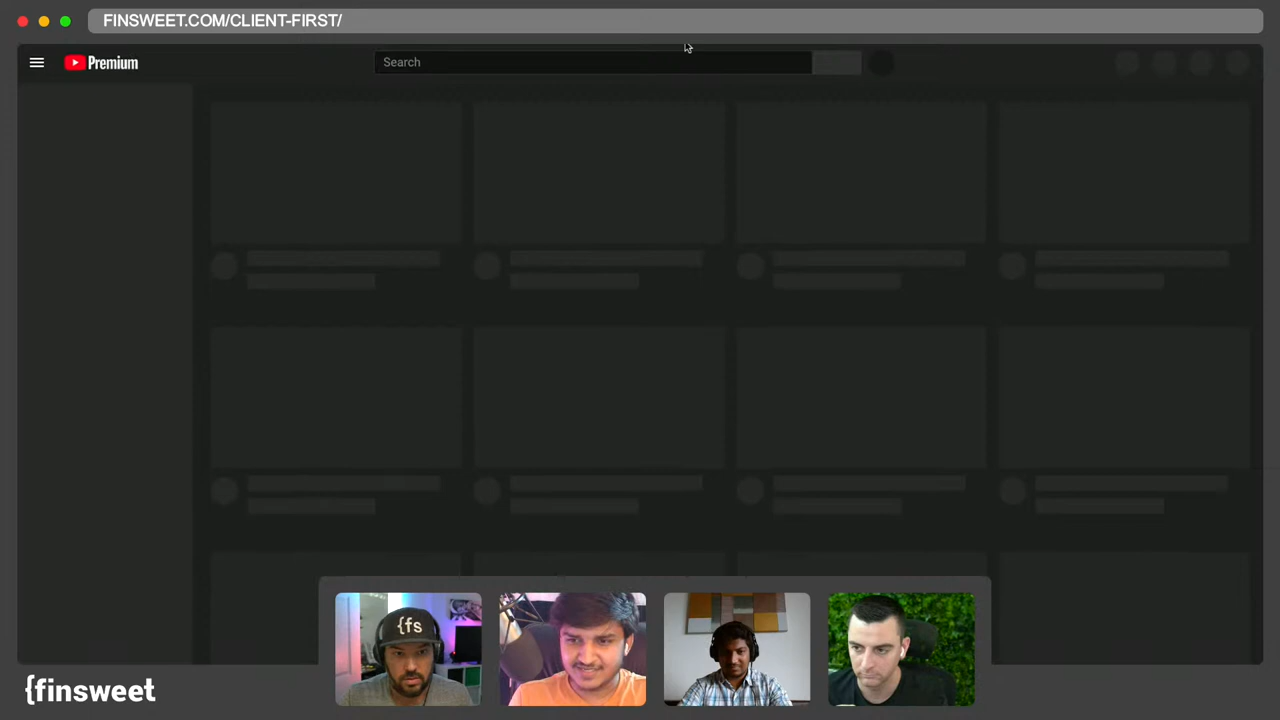 FINSWEET.COM/CLIENT-FIRST/
Premium
Search
{fs
{finsweet